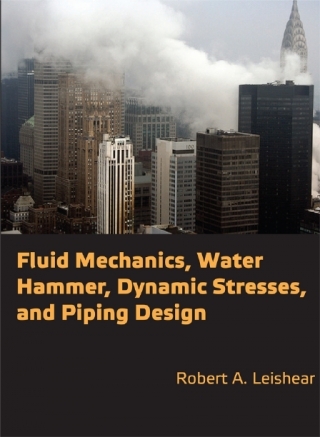 Fluid Mechanics, Water
Hammer, Dynamic Stresses,
and Piping Design
Robert A. Leishear